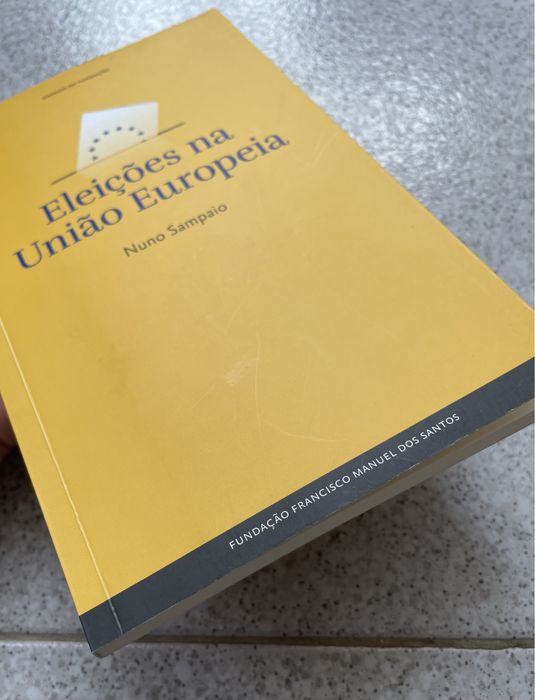 Eleições na
União Europeia
Nuno Sampaio
FUNDAÇÃO FRANCISCO MANUEL DOS SANTOS